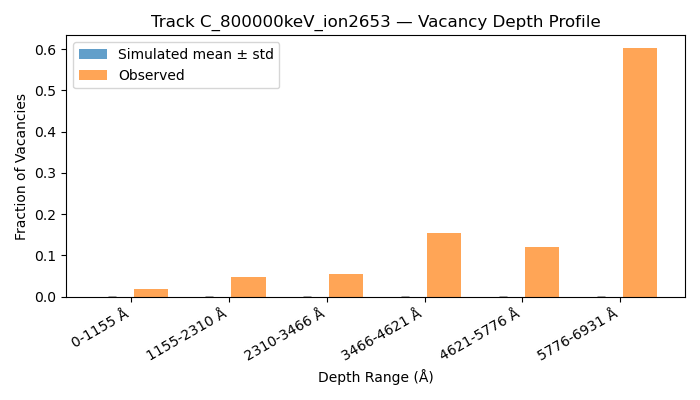 Track C_800000keV_ion2653 — Vacancy Depth Profile
Simulated mean ± std
Observed
Fraction of Vacancies
0.6
0.5
0.4
0.3
0.2
0.1
0.0
0-1155 Å
1155-2310 Å
2310-3466 Å
3466-4621 Å
4621-5776 Å
5776-6931 Å
Depth Range (Å)